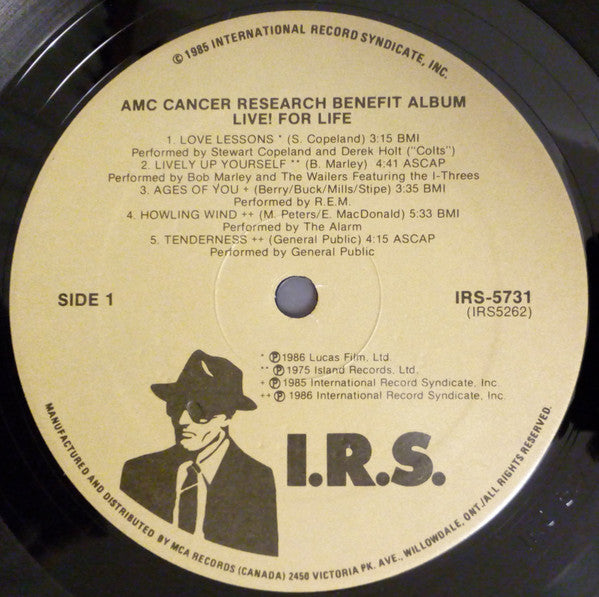 © 1985 INTERNATIONAL RECORD SYNDICATE, INC.
AMC CANCER RESEARCH BENEFIT ALBUM
LIVE! FOR LIFE
1. LOVE LESSONS * (S. Copeland) 3:15 BMI
Performed by Stewart Copeland and Derek Holt ("Colts")
2. LIVELY UP YOURSELF ** (B. Marley) 4:41 ASCAP
Performed by Bob Marley and The Wailers Featuring the I-Threes
3. AGES OF YOU + (Berry/Buck/Mills/Stipe) 3:35 BMI
Performed by R.E.M.
4. HOWLING WIND ++ (M. Peters/E. MacDonald) 5:33 BMI
Performed by The Alarm
5. TENDERNESS ++ (General Public) 4:15 ASCAP
Performed by General Public
SIDE 1
IRS-5731
(IRS5262)
* ℗ 1986 Lucas Film, Ltd.
** ℗ 1975 Island Records, Ltd.
+ ℗ 1985 International Record Syndicate, Inc.
++ ℗ 1986 International Record Syndicate, Inc.
I.R.S.
MANUFACTURED AND DISTRIBUTED BY MCA RECORDS (CANADA) 2450 VICTORIA PK. AVE., WILLOWDALE, ONT./ALL RIGHTS RESERVED.